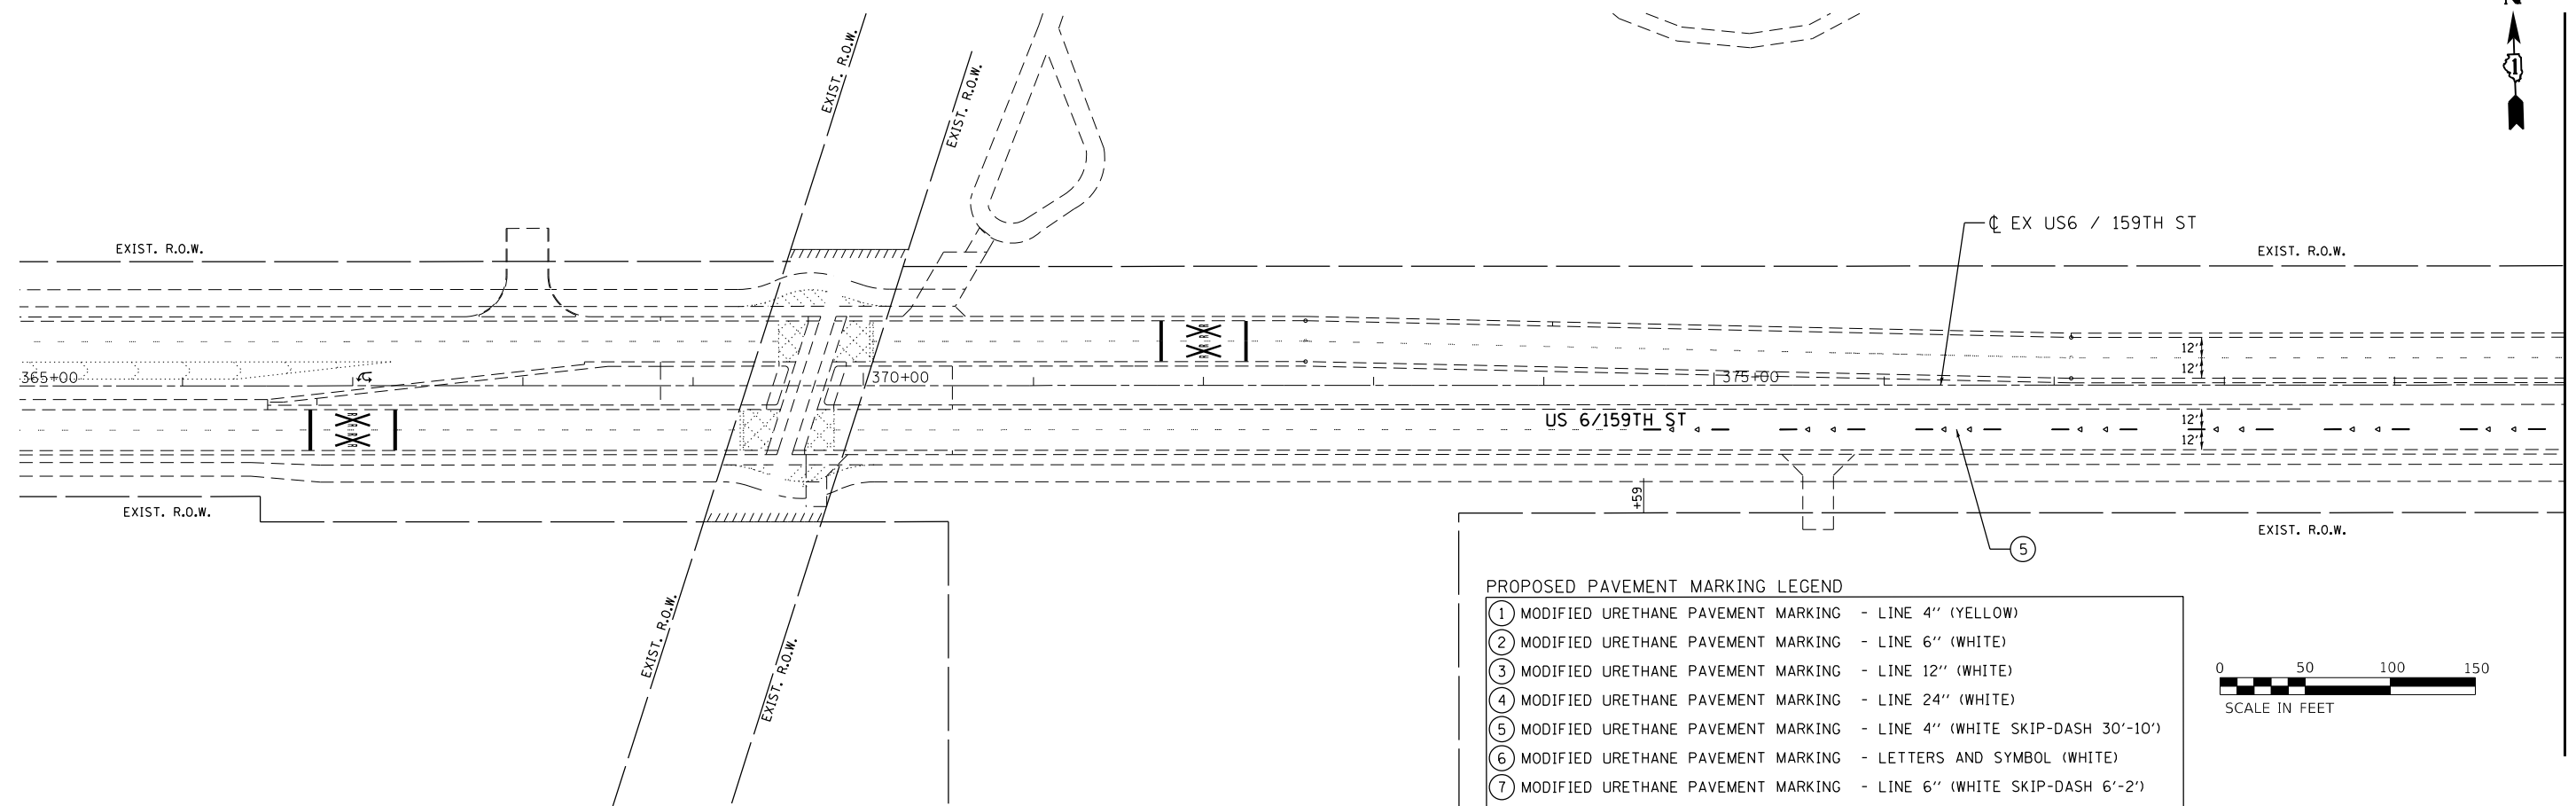 N
1
EXIST. R.O.W.
EXIST. R.O.W.
℄ EX US6 / 159TH ST
EXIST. R.O.W.
EXIST. R.O.W.
12'
12'
365+00
370+00
375+00
US 6/159TH ST
12'
12'
+59
EXIST. R.O.W.
EXIST. R.O.W.
5
EXIST. R.O.W.
EXIST. R.O.W.
PROPOSED PAVEMENT MARKING LEGEND
1 MODIFIED URETHANE PAVEMENT MARKING - LINE 4'' (YELLOW)
2 MODIFIED URETHANE PAVEMENT MARKING - LINE 6'' (WHITE)
3 MODIFIED URETHANE PAVEMENT MARKING - LINE 12'' (WHITE)
4 MODIFIED URETHANE PAVEMENT MARKING - LINE 24'' (WHITE)
5 MODIFIED URETHANE PAVEMENT MARKING - LINE 4'' (WHITE SKIP-DASH 30'-10')
6 MODIFIED URETHANE PAVEMENT MARKING - LETTERS AND SYMBOL (WHITE)
7 MODIFIED URETHANE PAVEMENT MARKING - LINE 6'' (WHITE SKIP-DASH 6'-2')
0 50 100 150
SCALE IN FEET